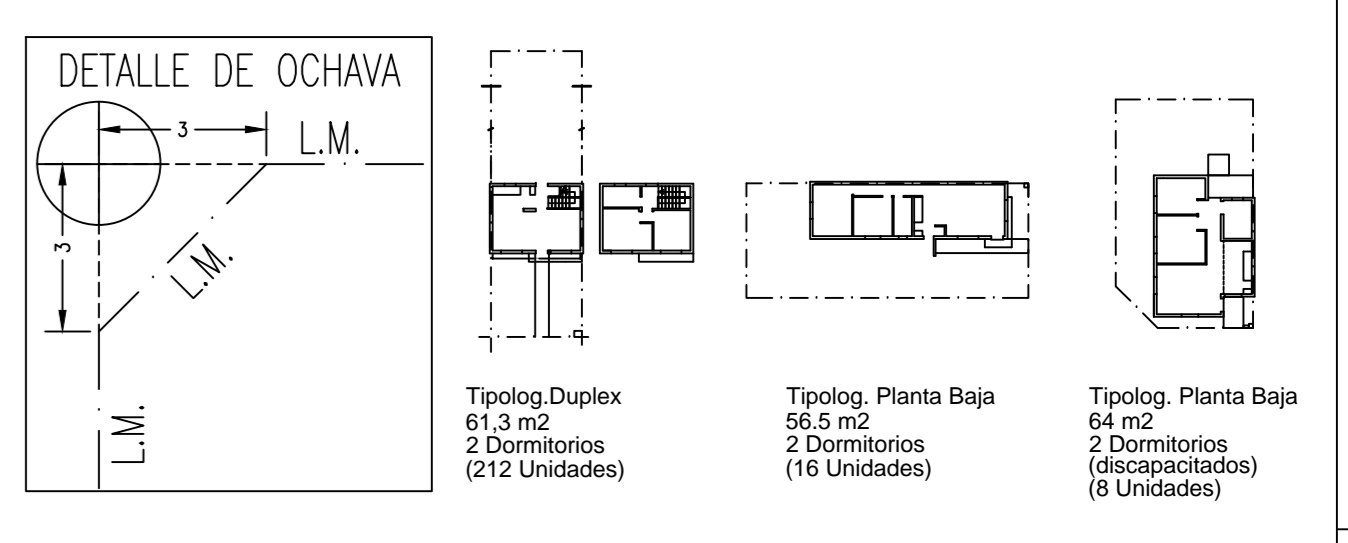 DETALLE DE OCHAVA
3
L.M.
3
L.M.
L.M.
Tipolog.Duplex
61,3 m2
2 Dormitorios
(212 Unidades)
Tipolog. Planta Baja
56.5 m2
2 Dormitorios
(16 Unidades)
Tipolog. Planta Baja
64 m2
2 Dormitorios
(discapacitados)
(8 Unidades)